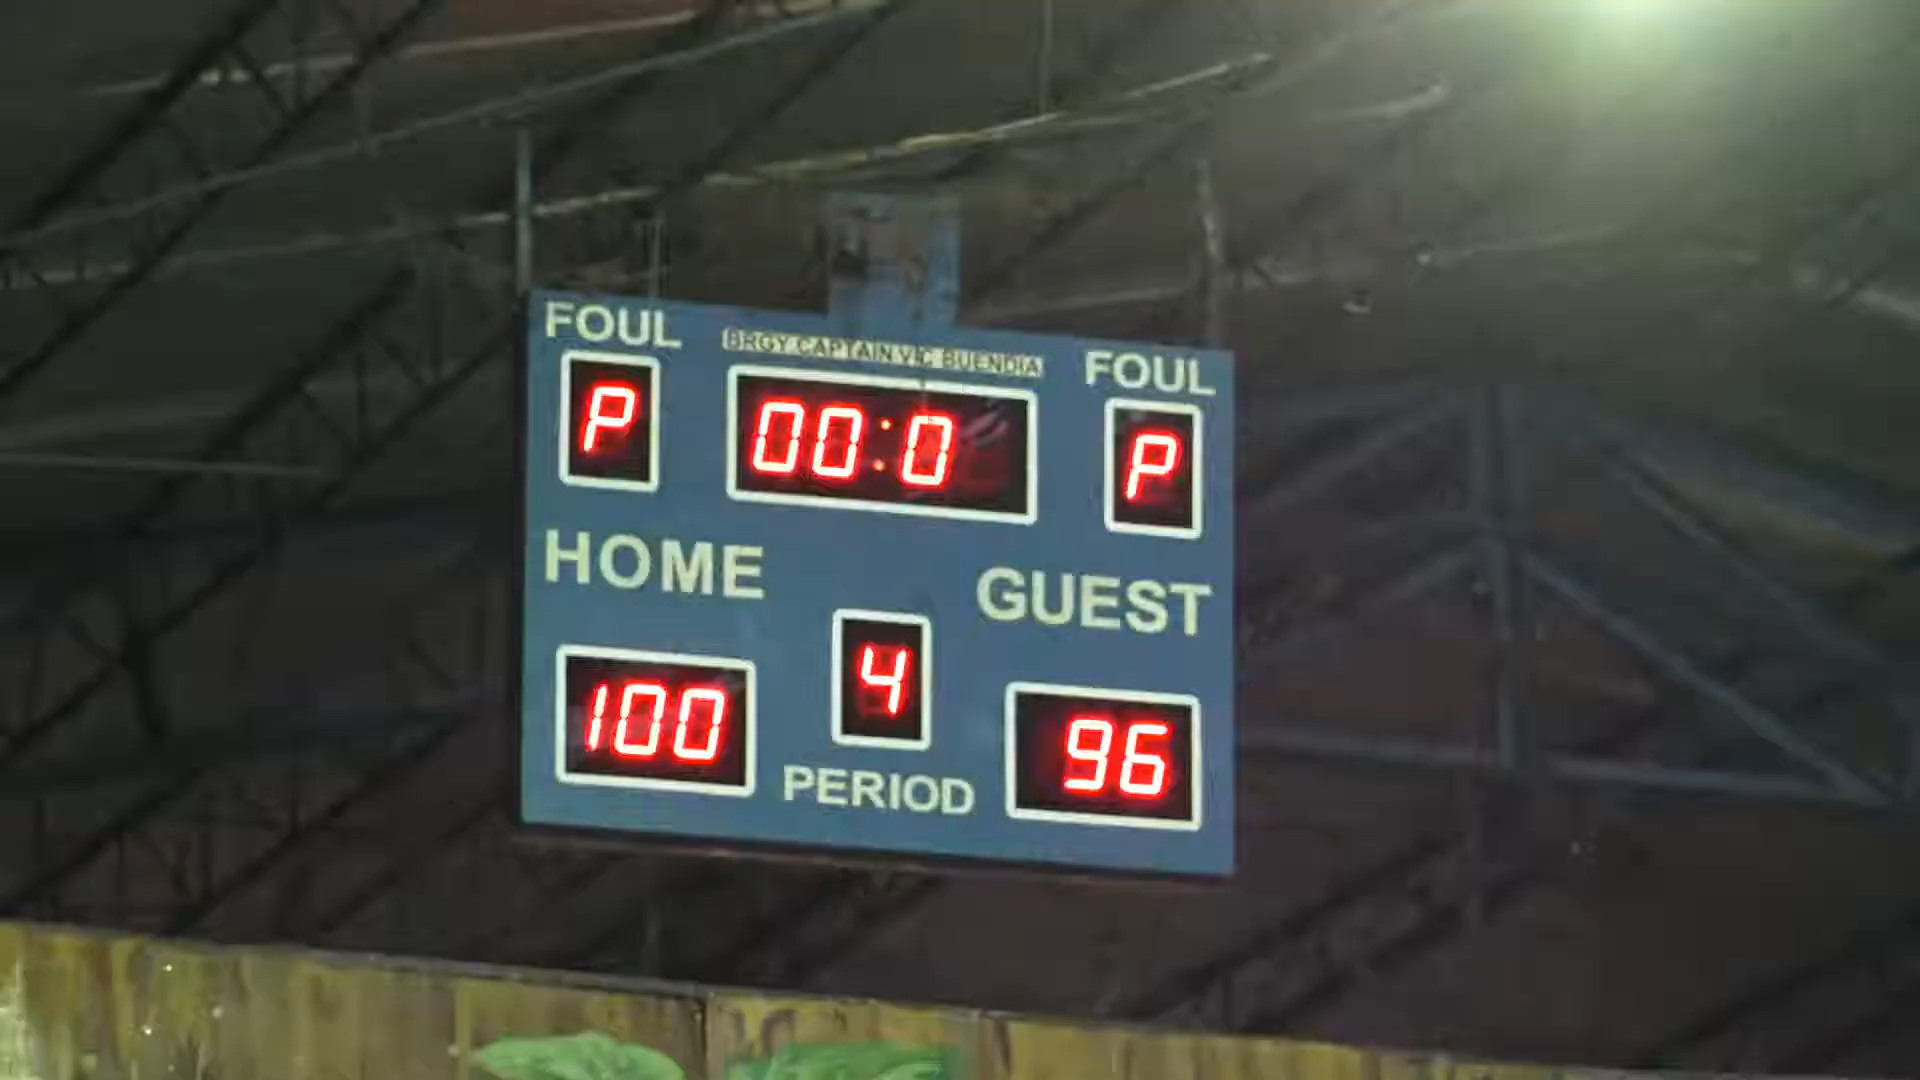 FOUL
BRGY CAPTAIN VIC BUENDIA
FOUL
P
00:0
P
HOME
GUEST
100
4
96
PERIOD